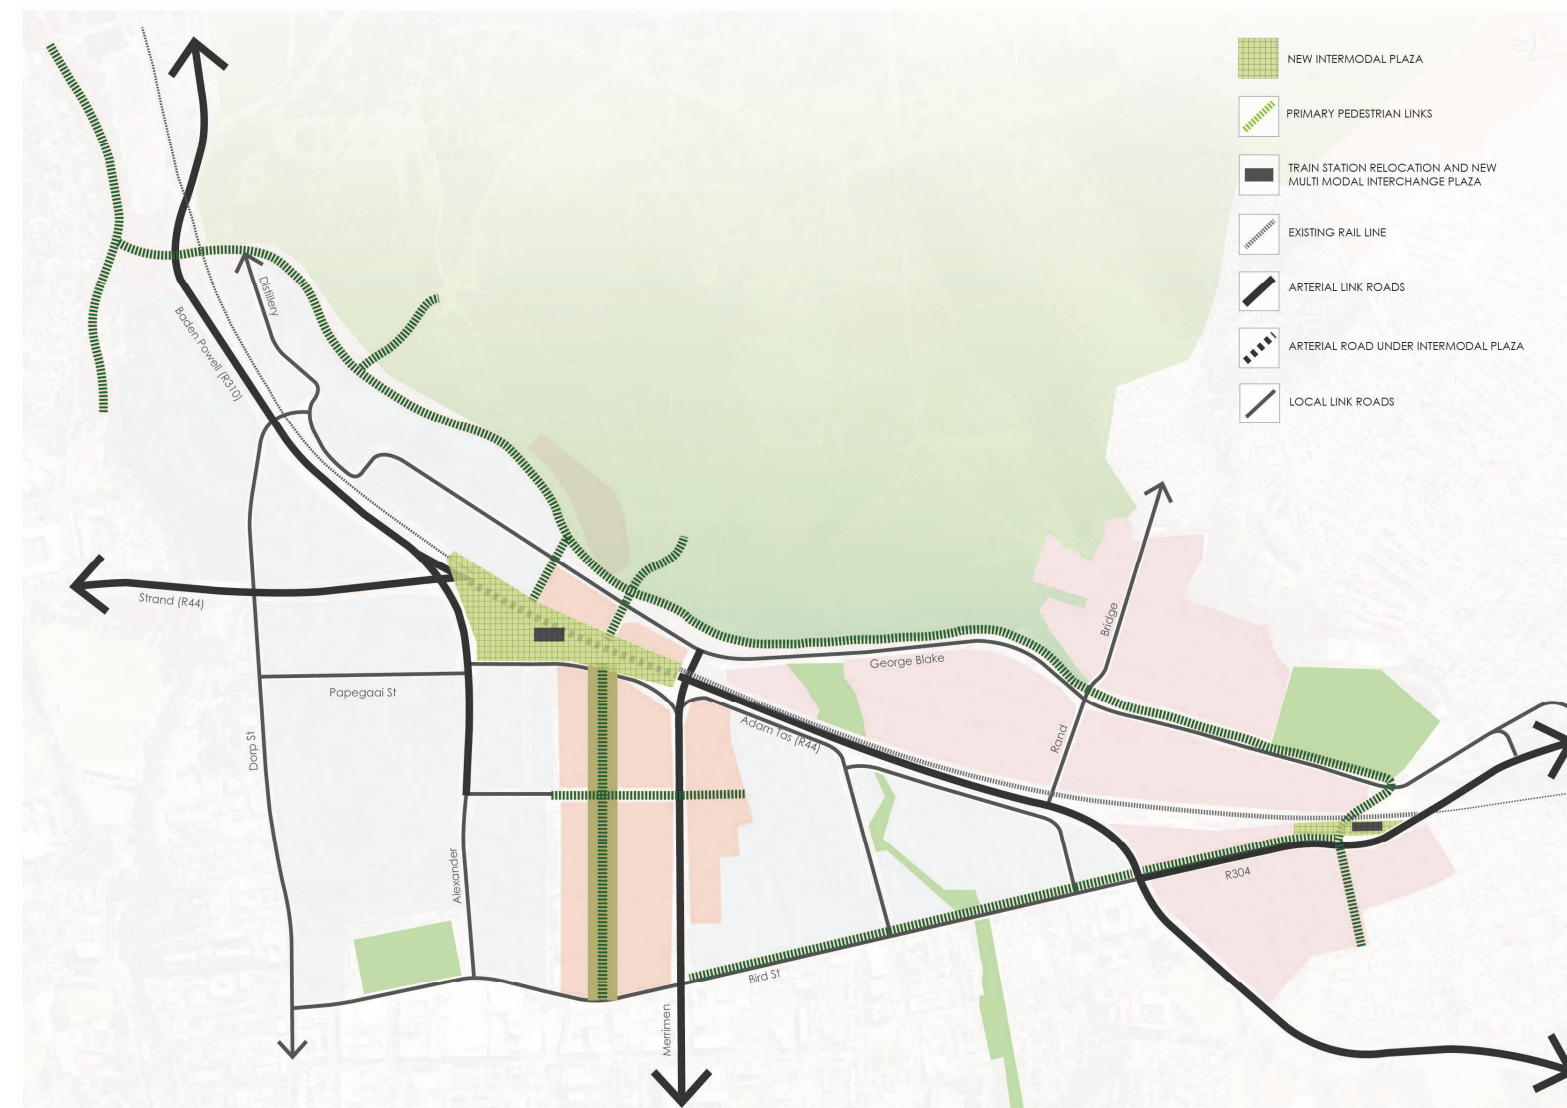 NEW INTERMODAL PLAZA
PRIMARY PEDESTRIAN LINKS
TRAIN STATION RELOCATION AND NEW
MULTI MODAL INTERCHANGE PLAZA
EXISTING RAIL LINE
ARTERIAL LINK ROADS
ARTERIAL ROAD UNDER INTERMODAL PLAZA
LOCAL LINK ROADS
Distillery
Baden Powell (R310)
Strand (R44)
Bridge
George Blake
Papegaai St
Adam Tas (R44)
Rand
Dorp St
Alexander
R304
Bird St
Merrimen